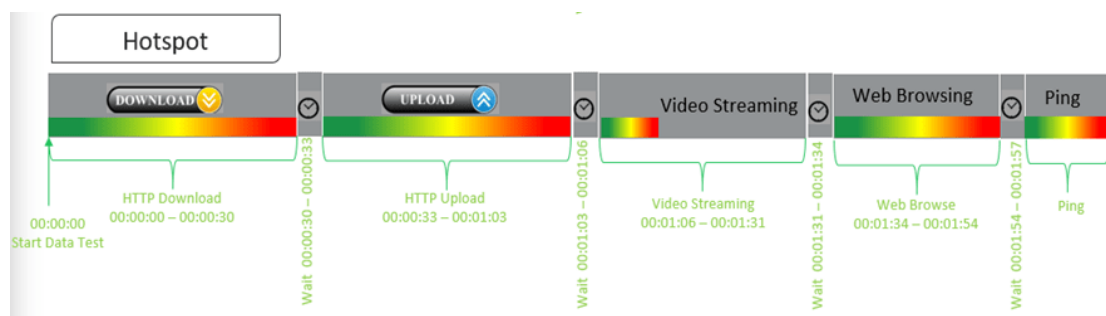 Hotspot
DOWNLOAD
UPLOAD
Video Streaming
Web Browsing
Ping
HTTP Download
00:00:00 – 00:00:30
HTTP Upload
00:00:33 – 00:01:03
Video Streaming
00:01:06 – 00:01:31
Web Browse
00:01:34 – 00:01:54
Ping
00:00:00
Start Data Test
Wait 00:00:30 – 00:00:33
Wait 00:01:03 – 00:01:06
Wait 00:01:31 – 00:01:34
Wait 00:01:54 – 00:01:57